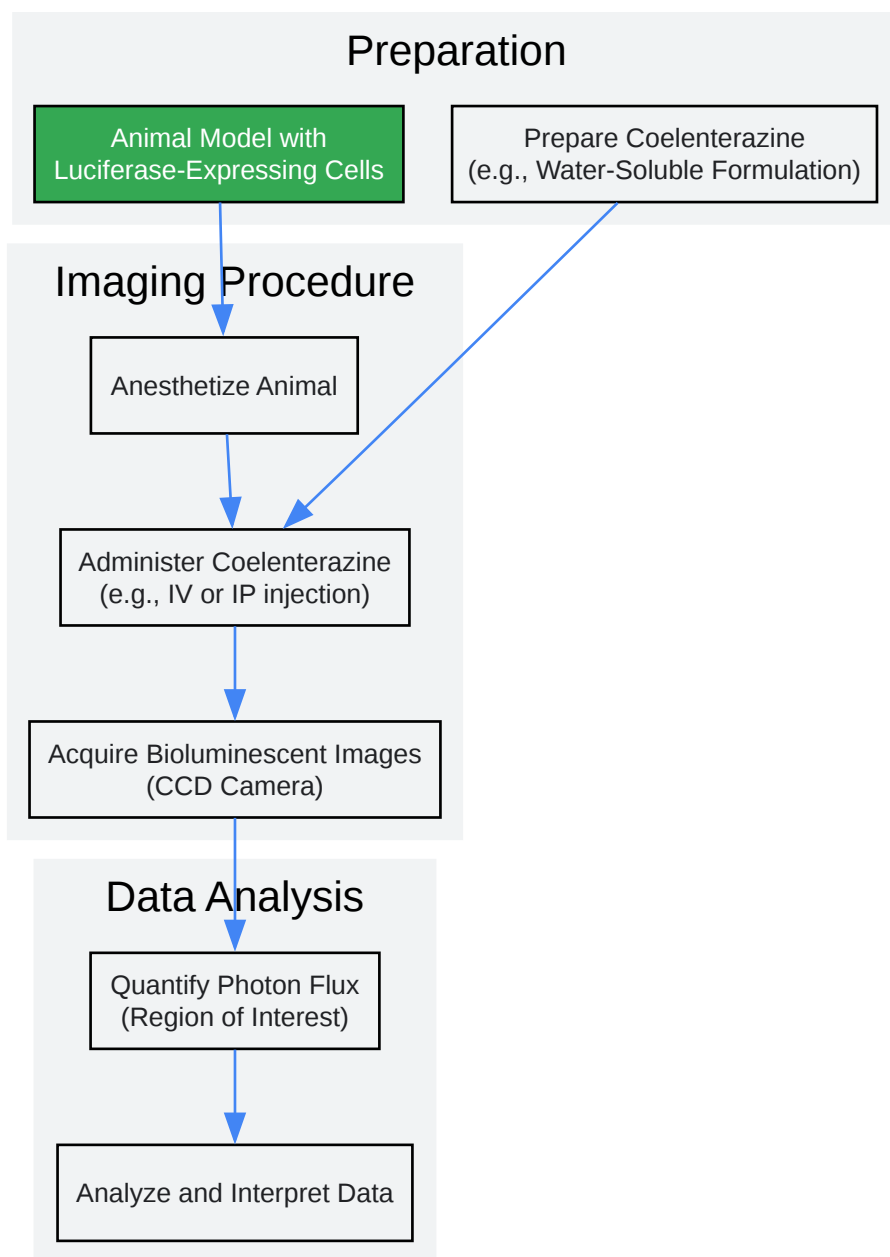 Preparation
Animal Model with
Luciferase-Expressing Cells
Prepare Coelenterazine
(e.g., Water-Soluble Formulation)
Imaging Procedure
Anesthetize Animal
Administer Coelenterazine
(e.g., IV or IP injection)
Acquire Bioluminescent Images
(CCD Camera)
Data Analysis
Quantify Photon Flux
(Region of Interest)
Analyze and Interpret Data